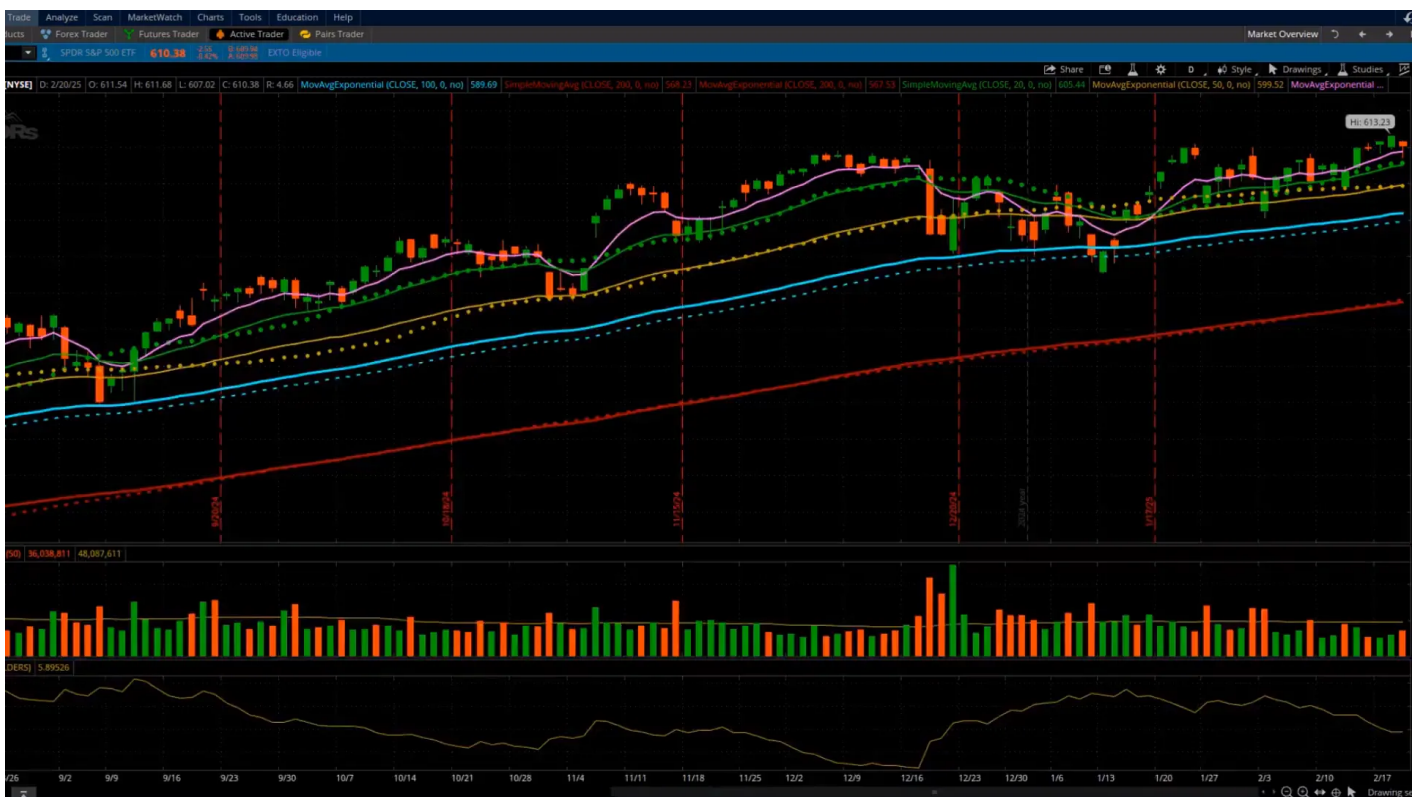 Trade Analyze Scan MarketWatch Charts Tools Education Help
ducts Forex Trader Futures Trader Active Trader Pairs Trader Market Overview
SPDR S&P 500 ETF 610.38 EXTO Eligible
Share D Style Drawings Studies
[NYSE] D: 2/20/25 O: 611.54 H: 611.68 L: 607.02 C: 610.38 R: 4.66 MovAvgExponential (CLOSE, 100, 0, no) 589.69 SimpleMovingAvg (CLOSE, 200, 0, no) 568.23 MovAvgExponential (CLOSE, 200, 0, no) 567.53 SimpleMovingAvg (CLOSE, 20, 0, no) 605.44 MovAvgExponential (CLOSE, 50, 0, no) 599.52 MovAvgExponential ...
Hi: 613.23
9/20/24 10/18/24 11/15/24 12/20/24 2024 year 1/17/25
(50) 36,038,811 48,087,611
DERS) 5.89526
/26 9/2 9/9 9/16 9/23 9/30 10/7 10/14 10/21 10/28 11/4 11/11 11/18 11/25 12/2 12/9 12/16 12/23 12/30 1/6 1/13 1/20 1/27 2/3 2/10 2/17
Drawing se